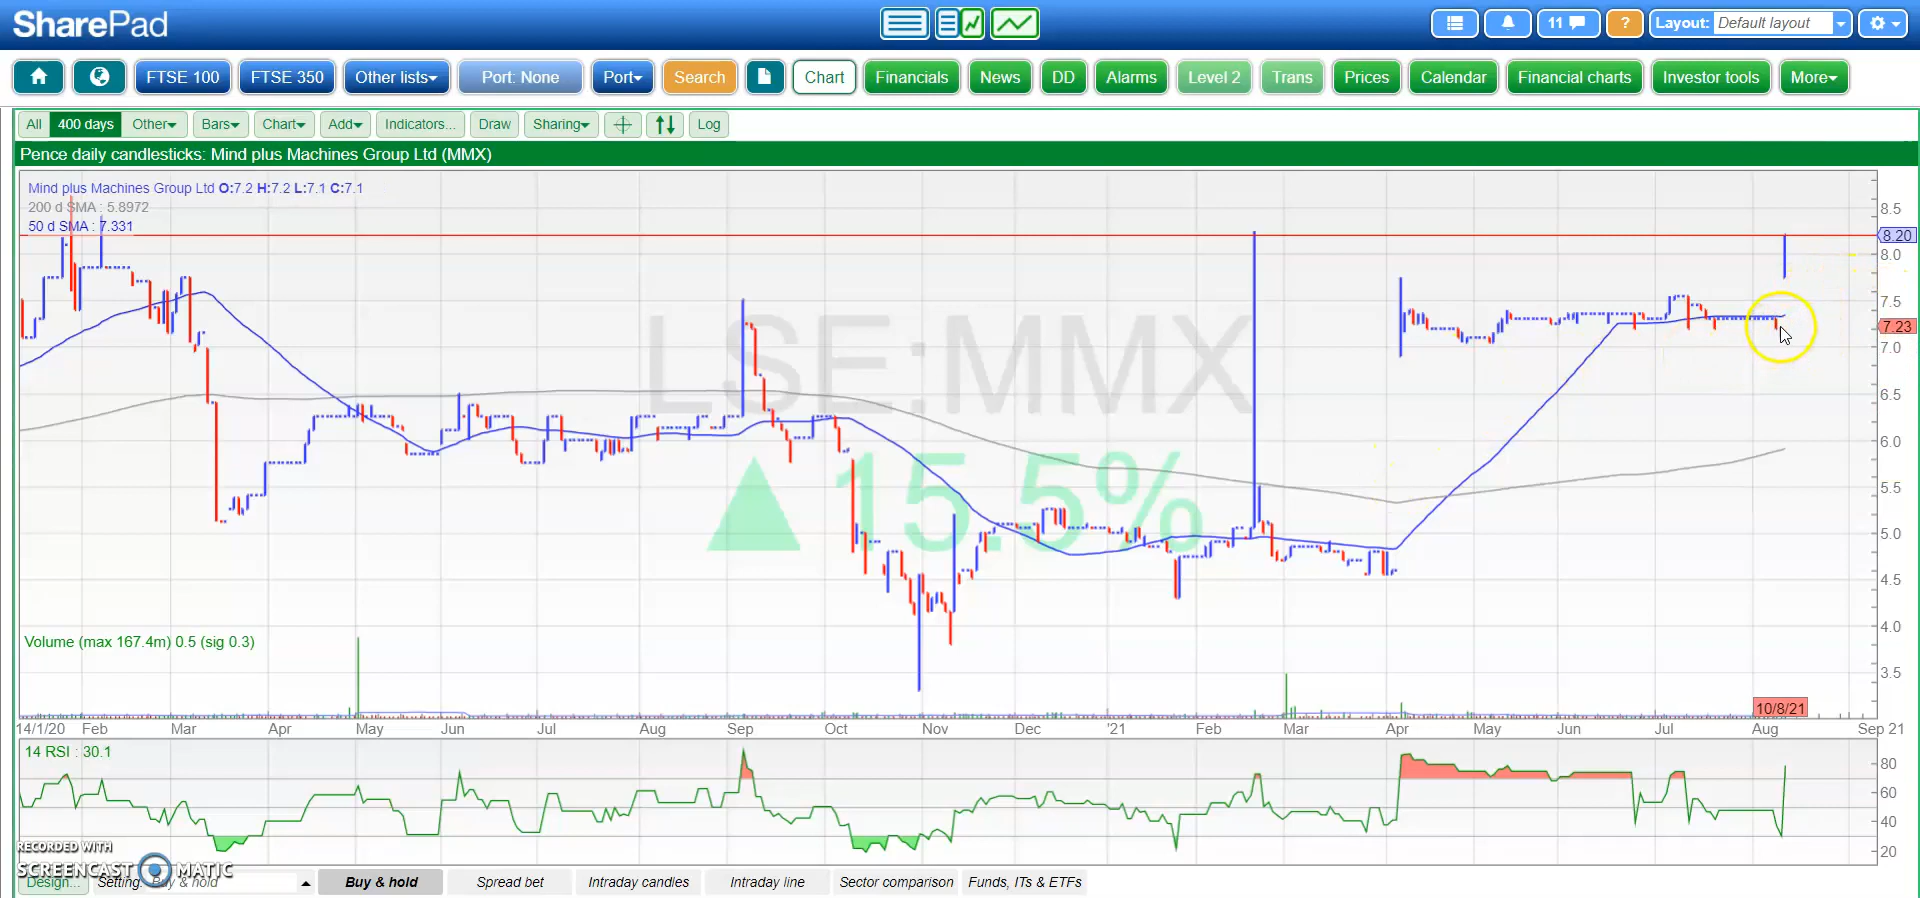 SharePad
11
?
Layout: Default layout
FTSE 100
FTSE 350
Other lists
Port: None
Port
Search
Chart
Financials
News
DD
Alarms
Level 2
Trans
Prices
Calendar
Financial charts
Investor tools
More
All
400 days
Other
Bars
Chart
Add
Indicators...
Draw
Sharing
Log
Pence daily candlesticks: Mind plus Machines Group Ltd (MMX)
Mind plus Machines Group Ltd O:7.2 H:7.2 L:7.1 C:7.1
200 d SMA : 5.8972
50 d SMA : 7.331
LSE:MMX
▲15.5%
8.5
8.20
8.0
7.5
7.23
7.0
6.5
6.0
5.5
5.0
4.5
4.0
3.5
Volume (max 167.4m) 0.5 (sig 0.3)
10/8/21
14/1/20 Feb Mar Apr May Jun Jul Aug Sep Oct Nov Dec '21 Feb Mar Apr May Jun Jul Aug Sep 21
14 RSI : 30.1
80
60
40
20
RECORDED WITH
SCREENCAST MATIC
Design...
Setting: Buy & hold
Buy & hold
Spread bet
Intraday candles
Intraday line
Sector comparison
Funds, ITs & ETFs